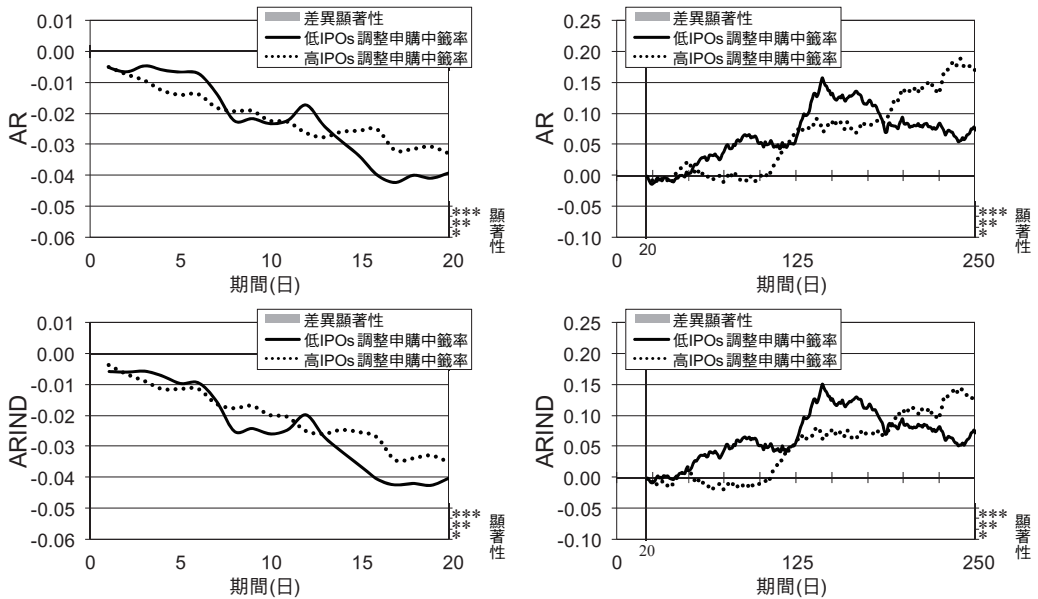 差異顯著性
低IPOs調整申購中籤率
高IPOs調整申購中籤率
AR
0.01
0.00
-0.01
-0.02
-0.03
-0.04
-0.05
-0.06
0
5
10
15
20
期間(日)
***
**
*
顯著性
差異顯著性
低IPOs調整申購中籤率
高IPOs調整申購中籤率
AR
0.25
0.20
0.15
0.10
0.05
0.00
-0.05
-0.10
20
0
125
250
期間(日)
***
**
*
顯著性
差異顯著性
低IPOs調整申購中籤率
高IPOs調整申購中籤率
ARIND
0.01
0.00
-0.01
-0.02
-0.03
-0.04
-0.05
-0.06
0
5
10
15
20
期間(日)
***
**
*
顯著性
差異顯著性
低IPOs調整申購中籤率
高IPOs調整申購中籤率
ARIND
0.25
0.20
0.15
0.10
0.05
0.00
-0.05
-0.10
20
0
125
250
期間(日)
***
**
*
顯著性